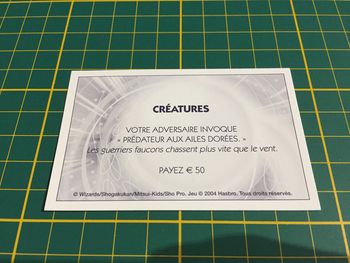 CRÉATURES
VOTRE ADVERSAIRE INVOQUE
« PRÉDATEUR AUX AILES DORÉES. »
Les guerriers faucons chassent plus vite que le vent.
PAYEZ € 50
© Wizards/Shogakukan/Mitsui-Kids/Sho Pro. Jeu © 2004 Hasbro. Tous droits réservés.